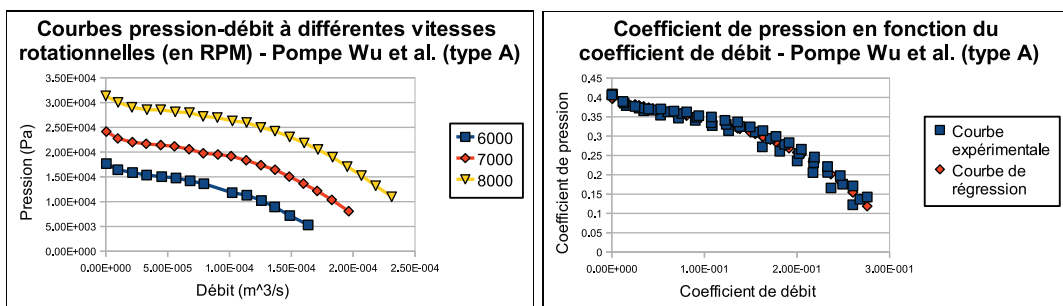 Courbes pression-débit à différentes vitesses
rotationnelles (en RPM) - Pompe Wu et al. (type A)
3.50E+004
3.00E+004
2.50E+004
2.00E+004
1.50E+004
1.00E+004
5.00E+003
0.00E+000
Pression (Pa)
0.00E+000
5.00E-005
1.00E-004
1.50E-004
2.00E-004
2.50E-004
Débit (m^3/s)
6000
7000
8000
Coefficient de pression en fonction du
coefficient de débit - Pompe Wu et al. (type A)
0,45
0,4
0,35
0,3
0,25
0,2
0,15
0,1
0,05
0
Coefficient de pression
0.00E+000
1.00E-001
2.00E-001
3.00E-001
Coefficient de débit
Courbe
expérimentale
Courbe de
régression